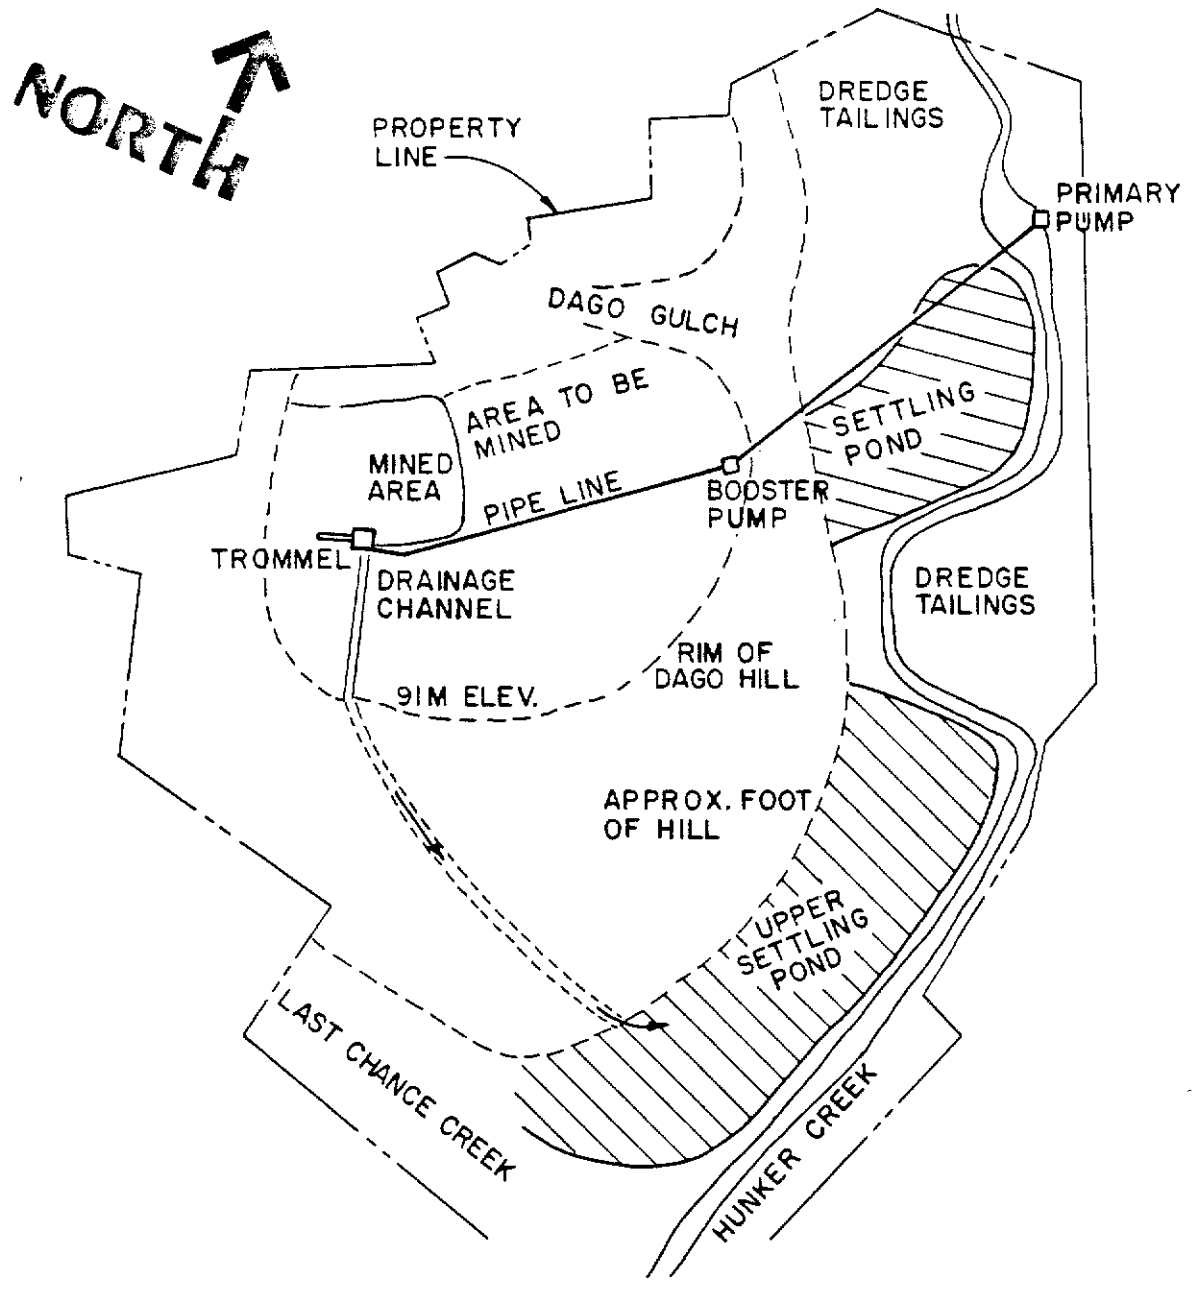 NORTH
PROPERTY
LINE
DREDGE
TAILINGS
PRIMARY
PUMP
DAGO GULCH
AREA TO BE
MINED
SETTLING
POND
MINED
AREA
PIPE LINE
BOOSTER
PUMP
TROMMEL
DRAINAGE
CHANNEL
DREDGE
TAILINGS
RIM OF
DAGO HILL
91M ELEV.
APPROX. FOOT
OF HILL
UPPER
SETTLING
POND
LAST CHANCE CREEK
HUNKER CREEK